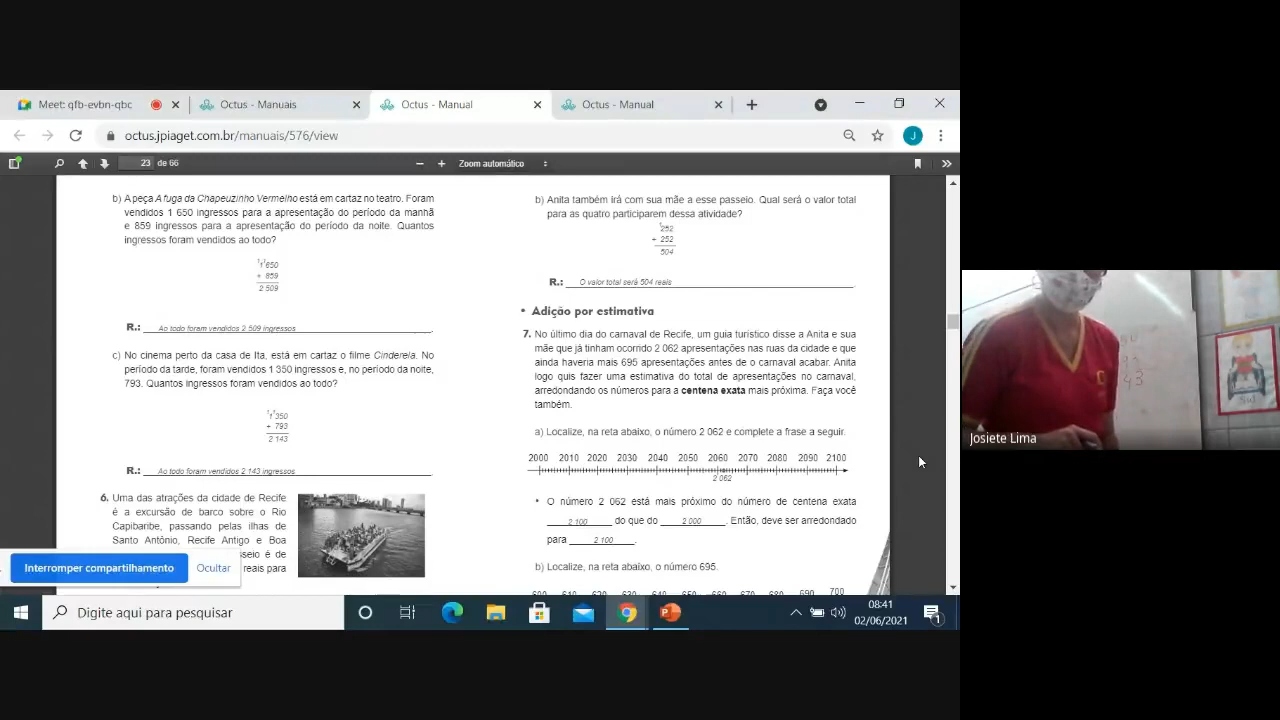 Meet: qfb-evbn-qbc
Octus - Manuais
Octus - Manual
Octus - Manual
octus.jpiaget.com.br/manuais/576/view
J
23 de 66
Zoom automático
b) A peça A fuga da Chapeuzinho Vermelho está em cartaz no teatro. Foram
vendidos 1 650 ingressos para a apresentação do período da manhã
e 859 ingressos para a apresentação do período da noite. Quantos
ingressos foram vendidos ao todo?
+ 859
2 509
R.: Ao todo foram vendidos 2 509 ingressos.
c) No cinema perto da casa de Ita, está em cartaz o filme Cinderela. No
período da tarde, foram vendidos 1 350 ingressos e, no período da noite,
793. Quantos ingressos foram vendidos ao todo?
1350
+ 793
2 143
R.: Ao todo foram vendidos 2 143 ingressos
6. Uma das atrações da cidade de Recife
é a excursão de barco sobre o Rio
Capibaribe, passando pelas ilhas de
Santo Antônio, Recife Antigo e Boa
sseio é de
reais para
b) Anita também irá com sua mãe a esse passeio. Qual será o valor total
para as quatro participarem dessa atividade?
252
+ 252
504
R.: O valor total será 504 reais.
• Adição por estimativa
7. No último dia do carnaval de Recife, um guia turístico disse a Anita e sua
mãe que já tinham ocorrido 2 062 apresentações nas ruas da cidade e que
ainda haveria mais 695 apresentações antes de o carnaval acabar. Anita
logo quis fazer uma estimativa do total de apresentações no carnaval,
arredondando os números para a centena exata mais próxima. Faça você
também.
a) Localize, na reta abaixo, o número 2 062 e complete a frase a seguir.
2000 2010 2020 2030 2040 2050 2060 2070 2080 2090 2100
2 062
• O número 2 062 está mais próximo do número de centena exata
2 100 do que do 2 000. Então, deve ser arredondado
para 2 100.
b) Localize, na reta abaixo, o número 695.
600 610 620 630 640 650 660 670 680 690 700
Interromper compartilhamento
Ocultar
Josiete Lima
Digite aqui para pesquisar
08:41
02/06/2021
1